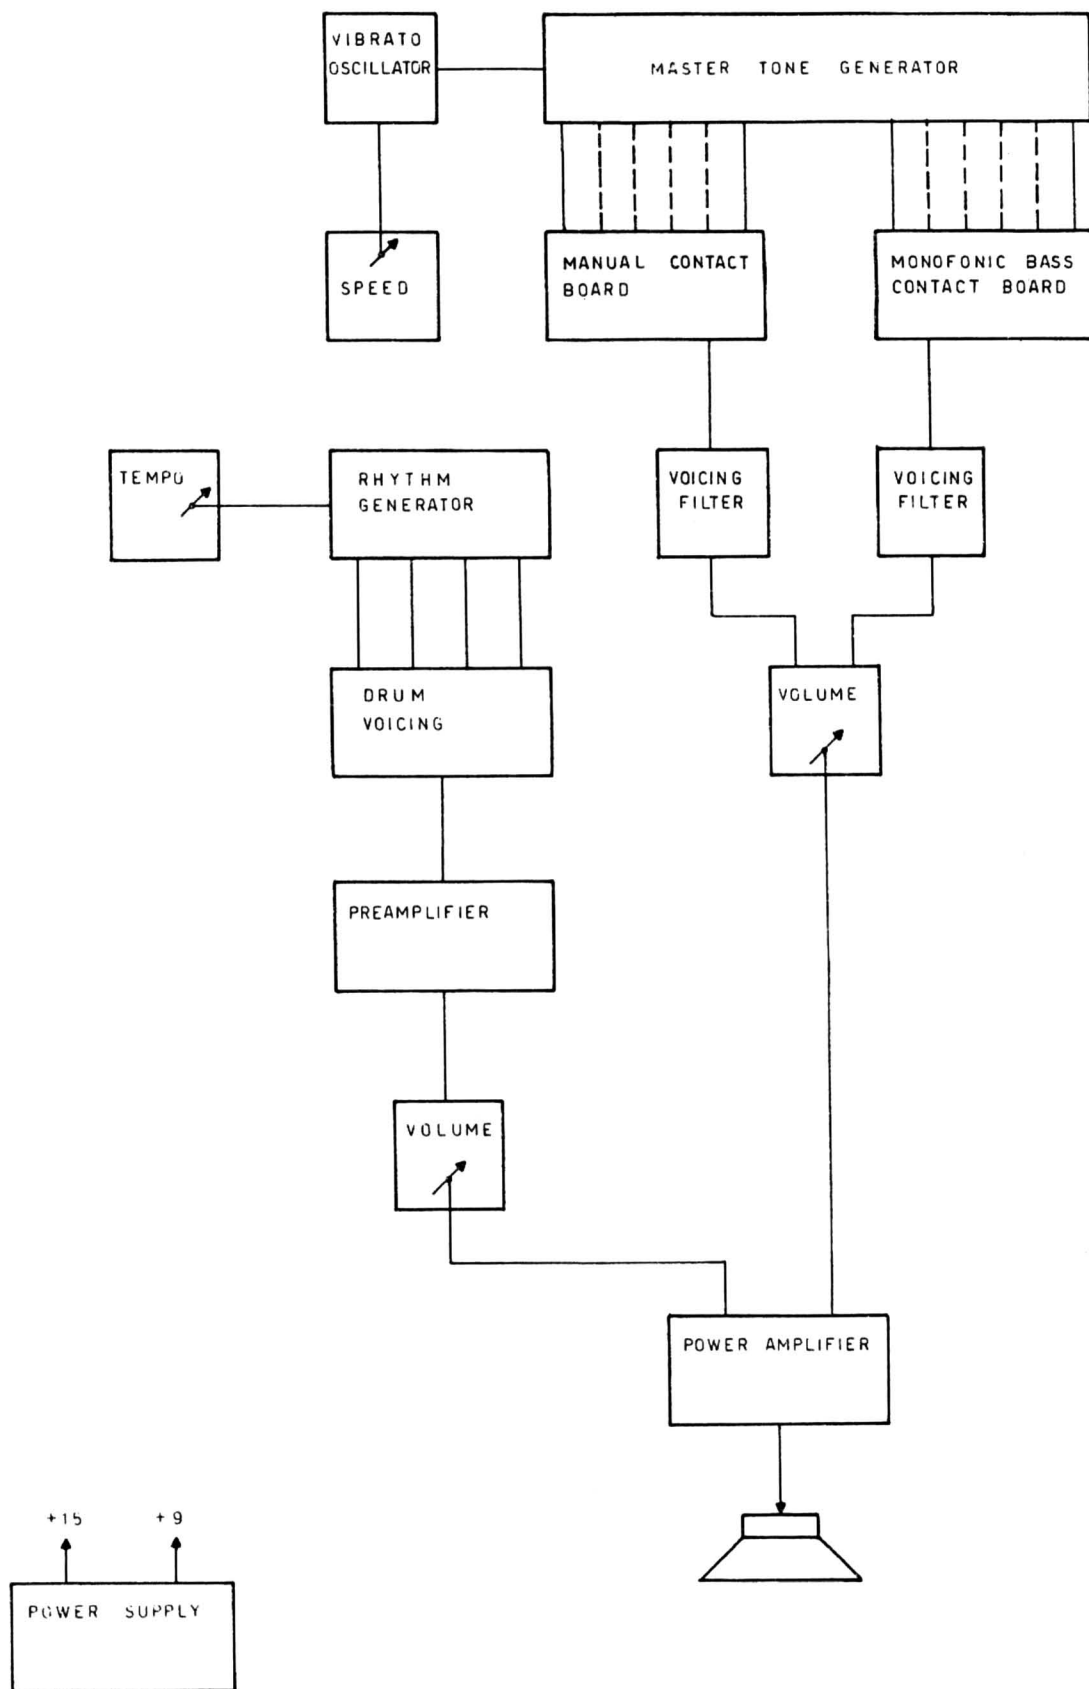 VIBRATO
OSCILLATOR
MASTER TONE GENERATOR
SPEED
MANUAL CONTACT
BOARD
MONOFONIC BASS
CONTACT BOARD
TEMPO
RHYTHM
GENERATOR
VOICING
FILTER
VOICING
FILTER
DRUM
VOICING
VOLUME
PREAMPLIFIER
VOLUME
POWER AMPLIFIER
+15 +9
POWER SUPPLY